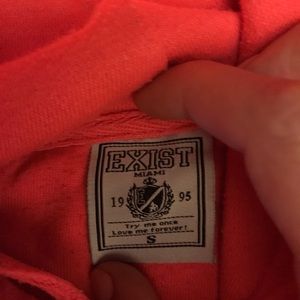 EXIST
MIAMI
19 95
Try me once
Love me forever!
S